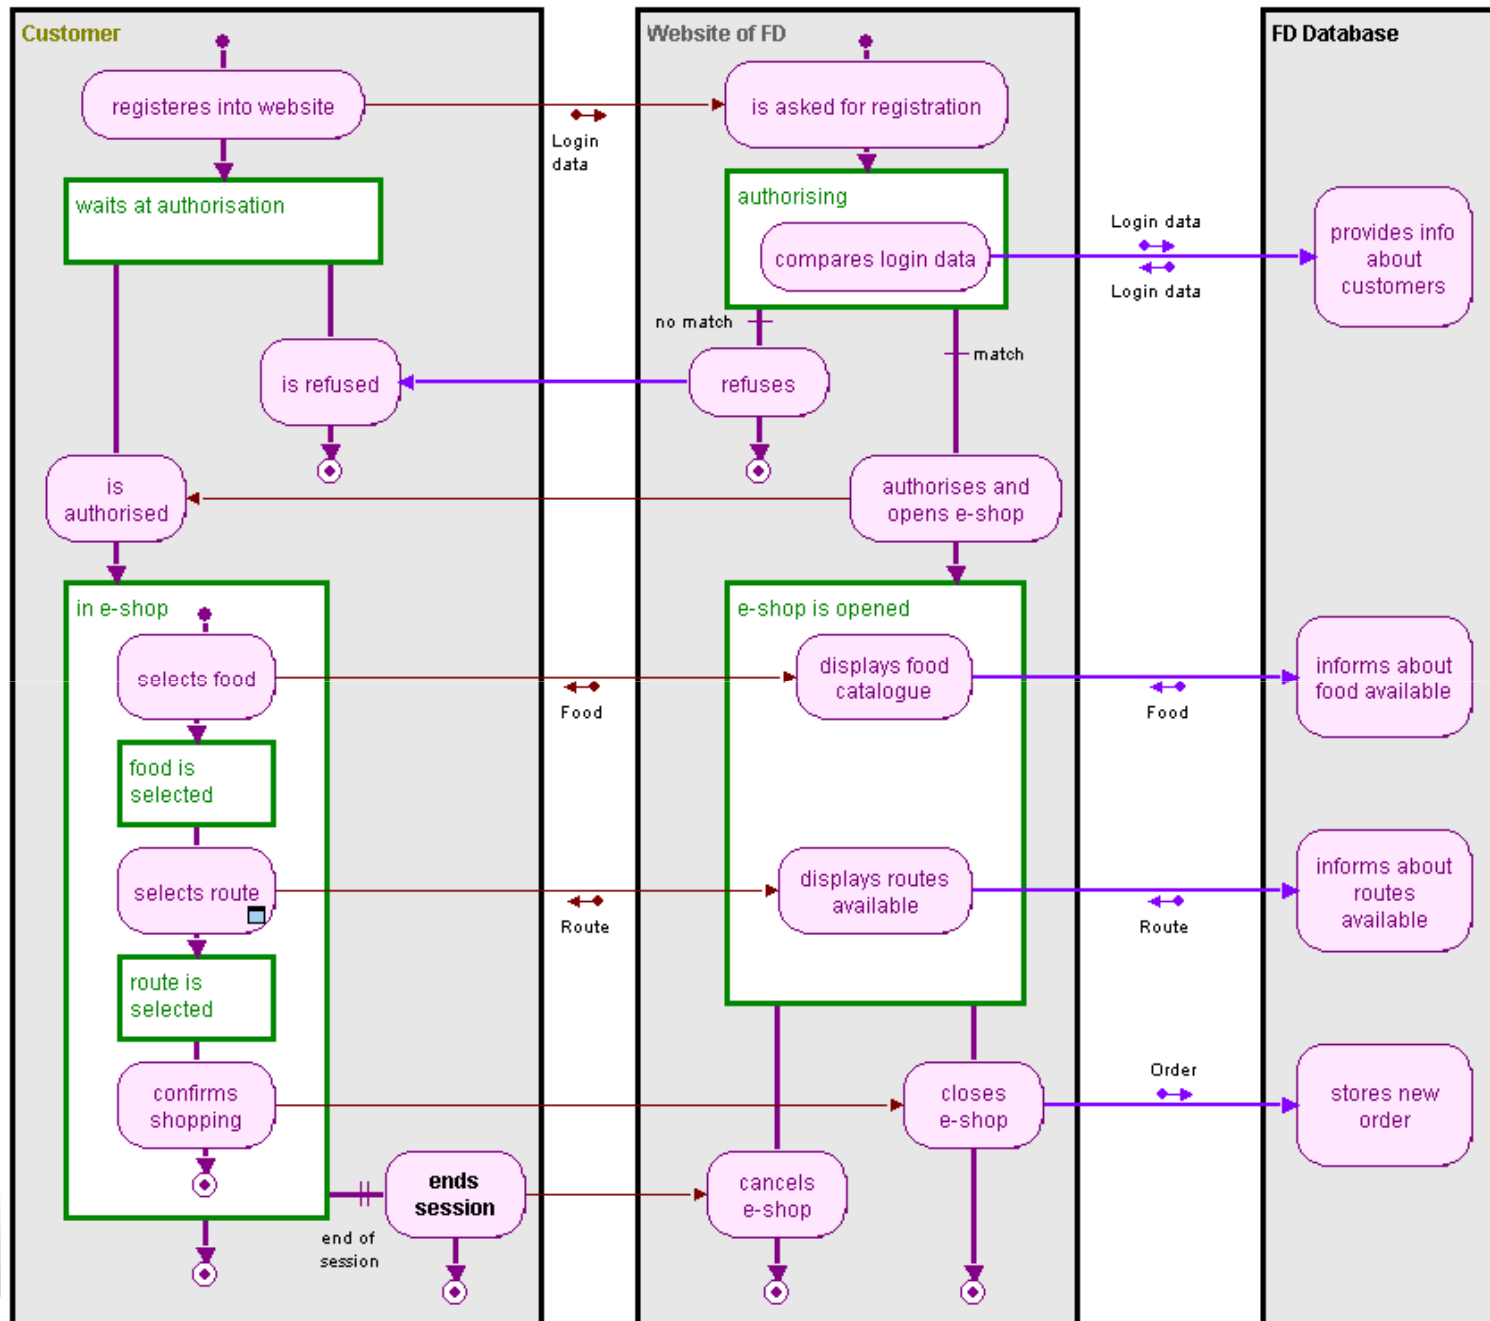 Customer
Website of FD
FD Database
registeres into website
is asked for registration
Login
data
waits at authorisation
authorising
compares login data
Login data
Login data
provides info
about
customers
no match
match
is refused
refuses
is
authorised
authorises and
opens e-shop
in e-shop
e-shop is opened
selects food
displays food
catalogue
informs about
food available
Food
Food
food is
selected
selects route
displays routes
available
informs about
routes
available
Route
Route
route is
selected
confirms
shopping
closes
e-shop
Order
stores new
order
ends
session
cancels
e-shop
end of
session